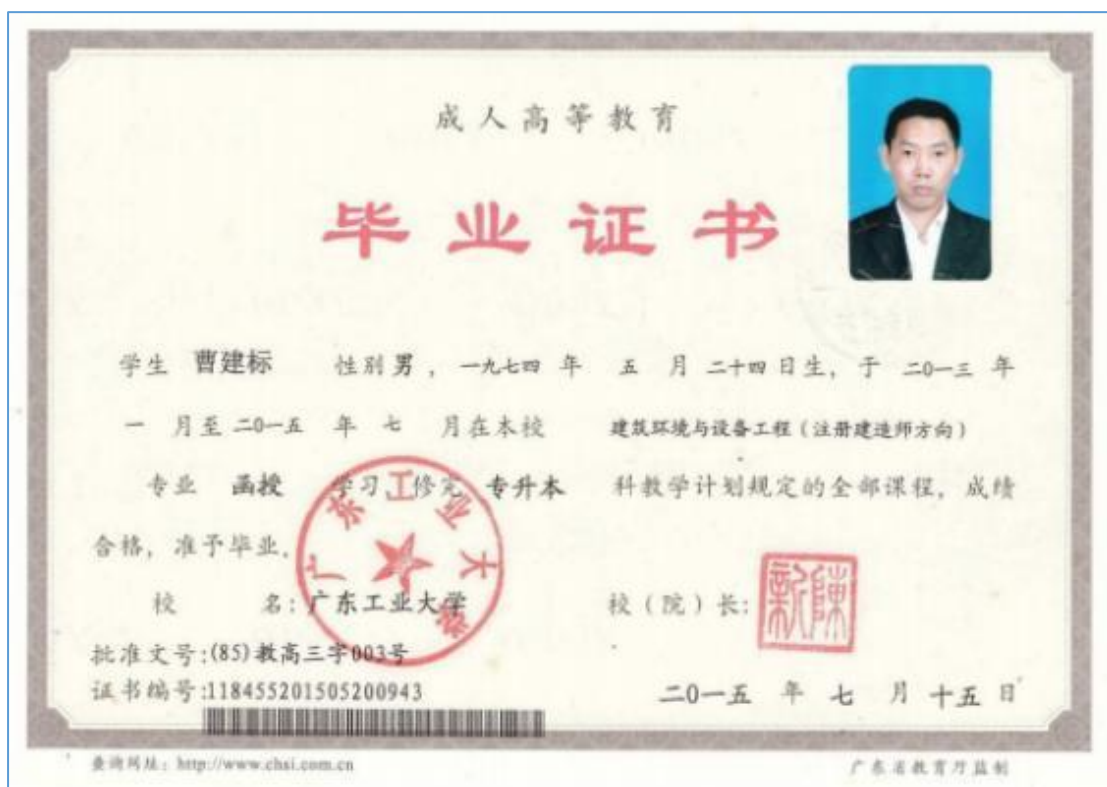 成人高等教育
毕业证书
学生 曹建标 性别 男 , 一九七四 年 五 月 二十四 日生, 于 二0一三 年
一 月至 二0一五 年 七 月在本校 建筑环境与设备工程(注册建造师方向)
专业 函授 学习, 修完 专升本 科教学计划规定的全部课程, 成绩
合格, 准予毕业。
广东工业大学
校 名: 广东工业大学 校(院)长: 陈新
批准文号:(85)教高三字003号
证书编号:118455201505200943 二0一五 年 七 月 十五 日
查询网址: http://www.chsi.com.cn 广东省教育厅监制